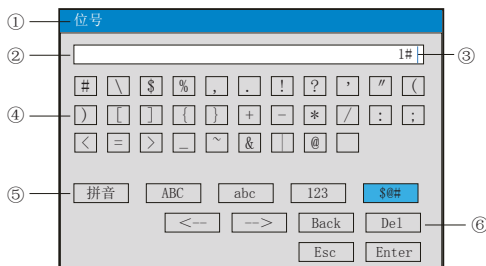 ① 位号
② 1# ③
# \ $ % , . ! ? ' " (
④ ) [ ] { } + - * / : ;
< = > _ ~ & | @
⑤ 拼音 ABC abc 123 $@#
<-- --> Back Del ⑥
Esc Enter